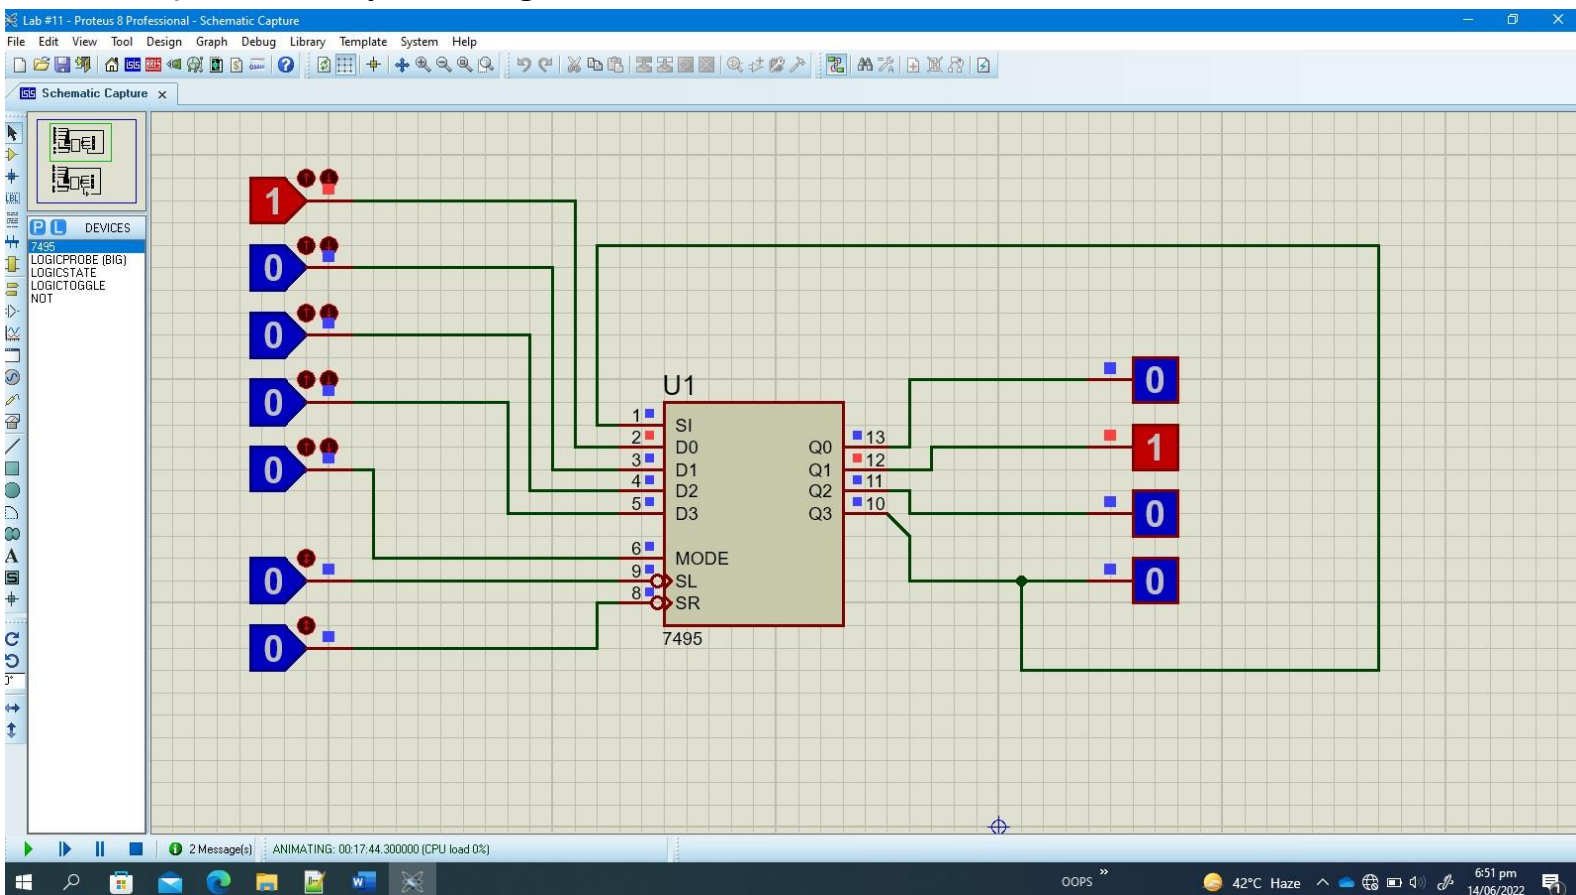 Lab #11 - Proteus 8 Professional - Schematic Capture
File Edit View Tool Design Graph Debug Library Template System Help
Schematic Capture x
P L DEVICES
7495
LOGICPROBE (BIG)
LOGICSTATE
LOGICTOGGLE
NOT
1
0
0
0
0
0
0
U1
1 SI
2 D0
3 D1
4 D2
5 D3
6 MODE
9 SL
8 SR
Q0 13
Q1 12
Q2 11
Q3 10
7495
0
1
0
0
2 Message(s)
ANIMATING: 00:17:44.300000 (CPU load 0%)
OOPS
42°C Haze
6:51 pm
14/06/2022